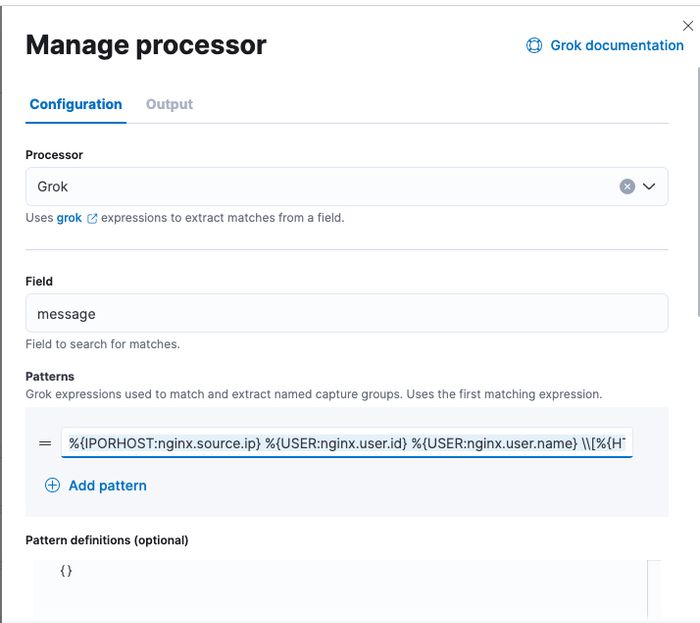 Manage processor
Grok documentation
Configuration
Output
Processor
Grok
Uses grok expressions to extract matches from a field.
Field
message
Field to search for matches.
Patterns
Grok expressions used to match and extract named capture groups. Uses the first matching expression.
%{IPORHOST:nginx.source.ip} %{USER:nginx.user.id} %{USER:nginx.user.name} \\[%{HT
Add pattern
Pattern definitions (optional)
{}